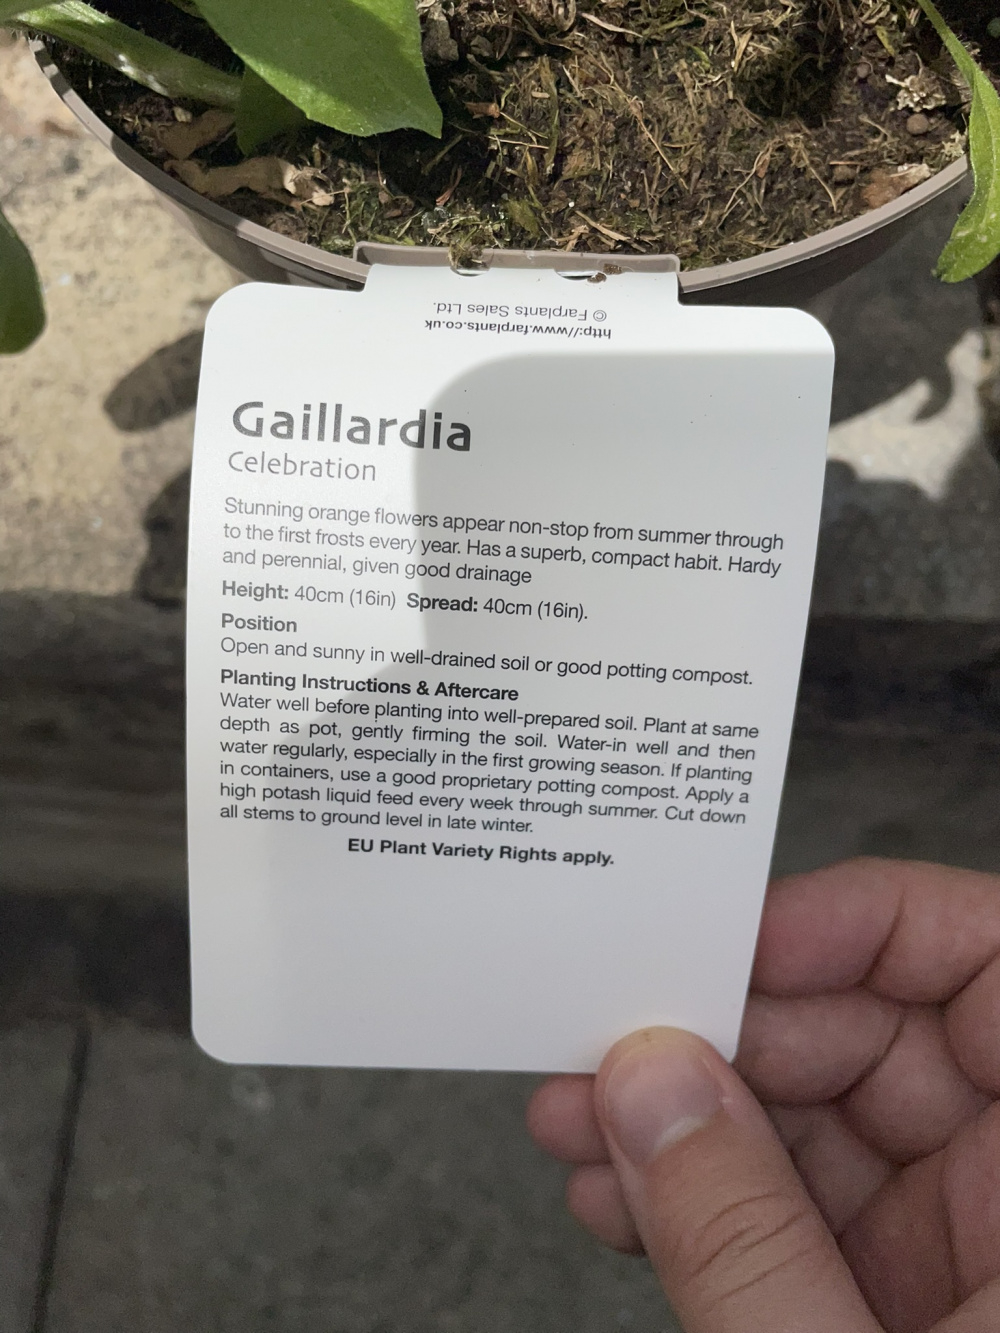 http://www.farplants.co.uk
© Farplants Sales Ltd.
Gaillardia
Celebration
Stunning orange flowers appear non-stop from summer through
to the first frosts every year. Has a superb, compact habit. Hardy
and perennial, given good drainage
Height: 40cm (16in) Spread: 40cm (16in).
Position
Open and sunny in well-drained soil or good potting compost.
Planting Instructions & Aftercare
Water well before planting into well-prepared soil. Plant at same
depth as pot, gently firming the soil. Water-in well and then
water regularly, especially in the first growing season. If planting
in containers, use a good proprietary potting compost. Apply a
high potash liquid feed every week through summer. Cut down
all stems to ground level in late winter.
EU Plant Variety Rights apply.